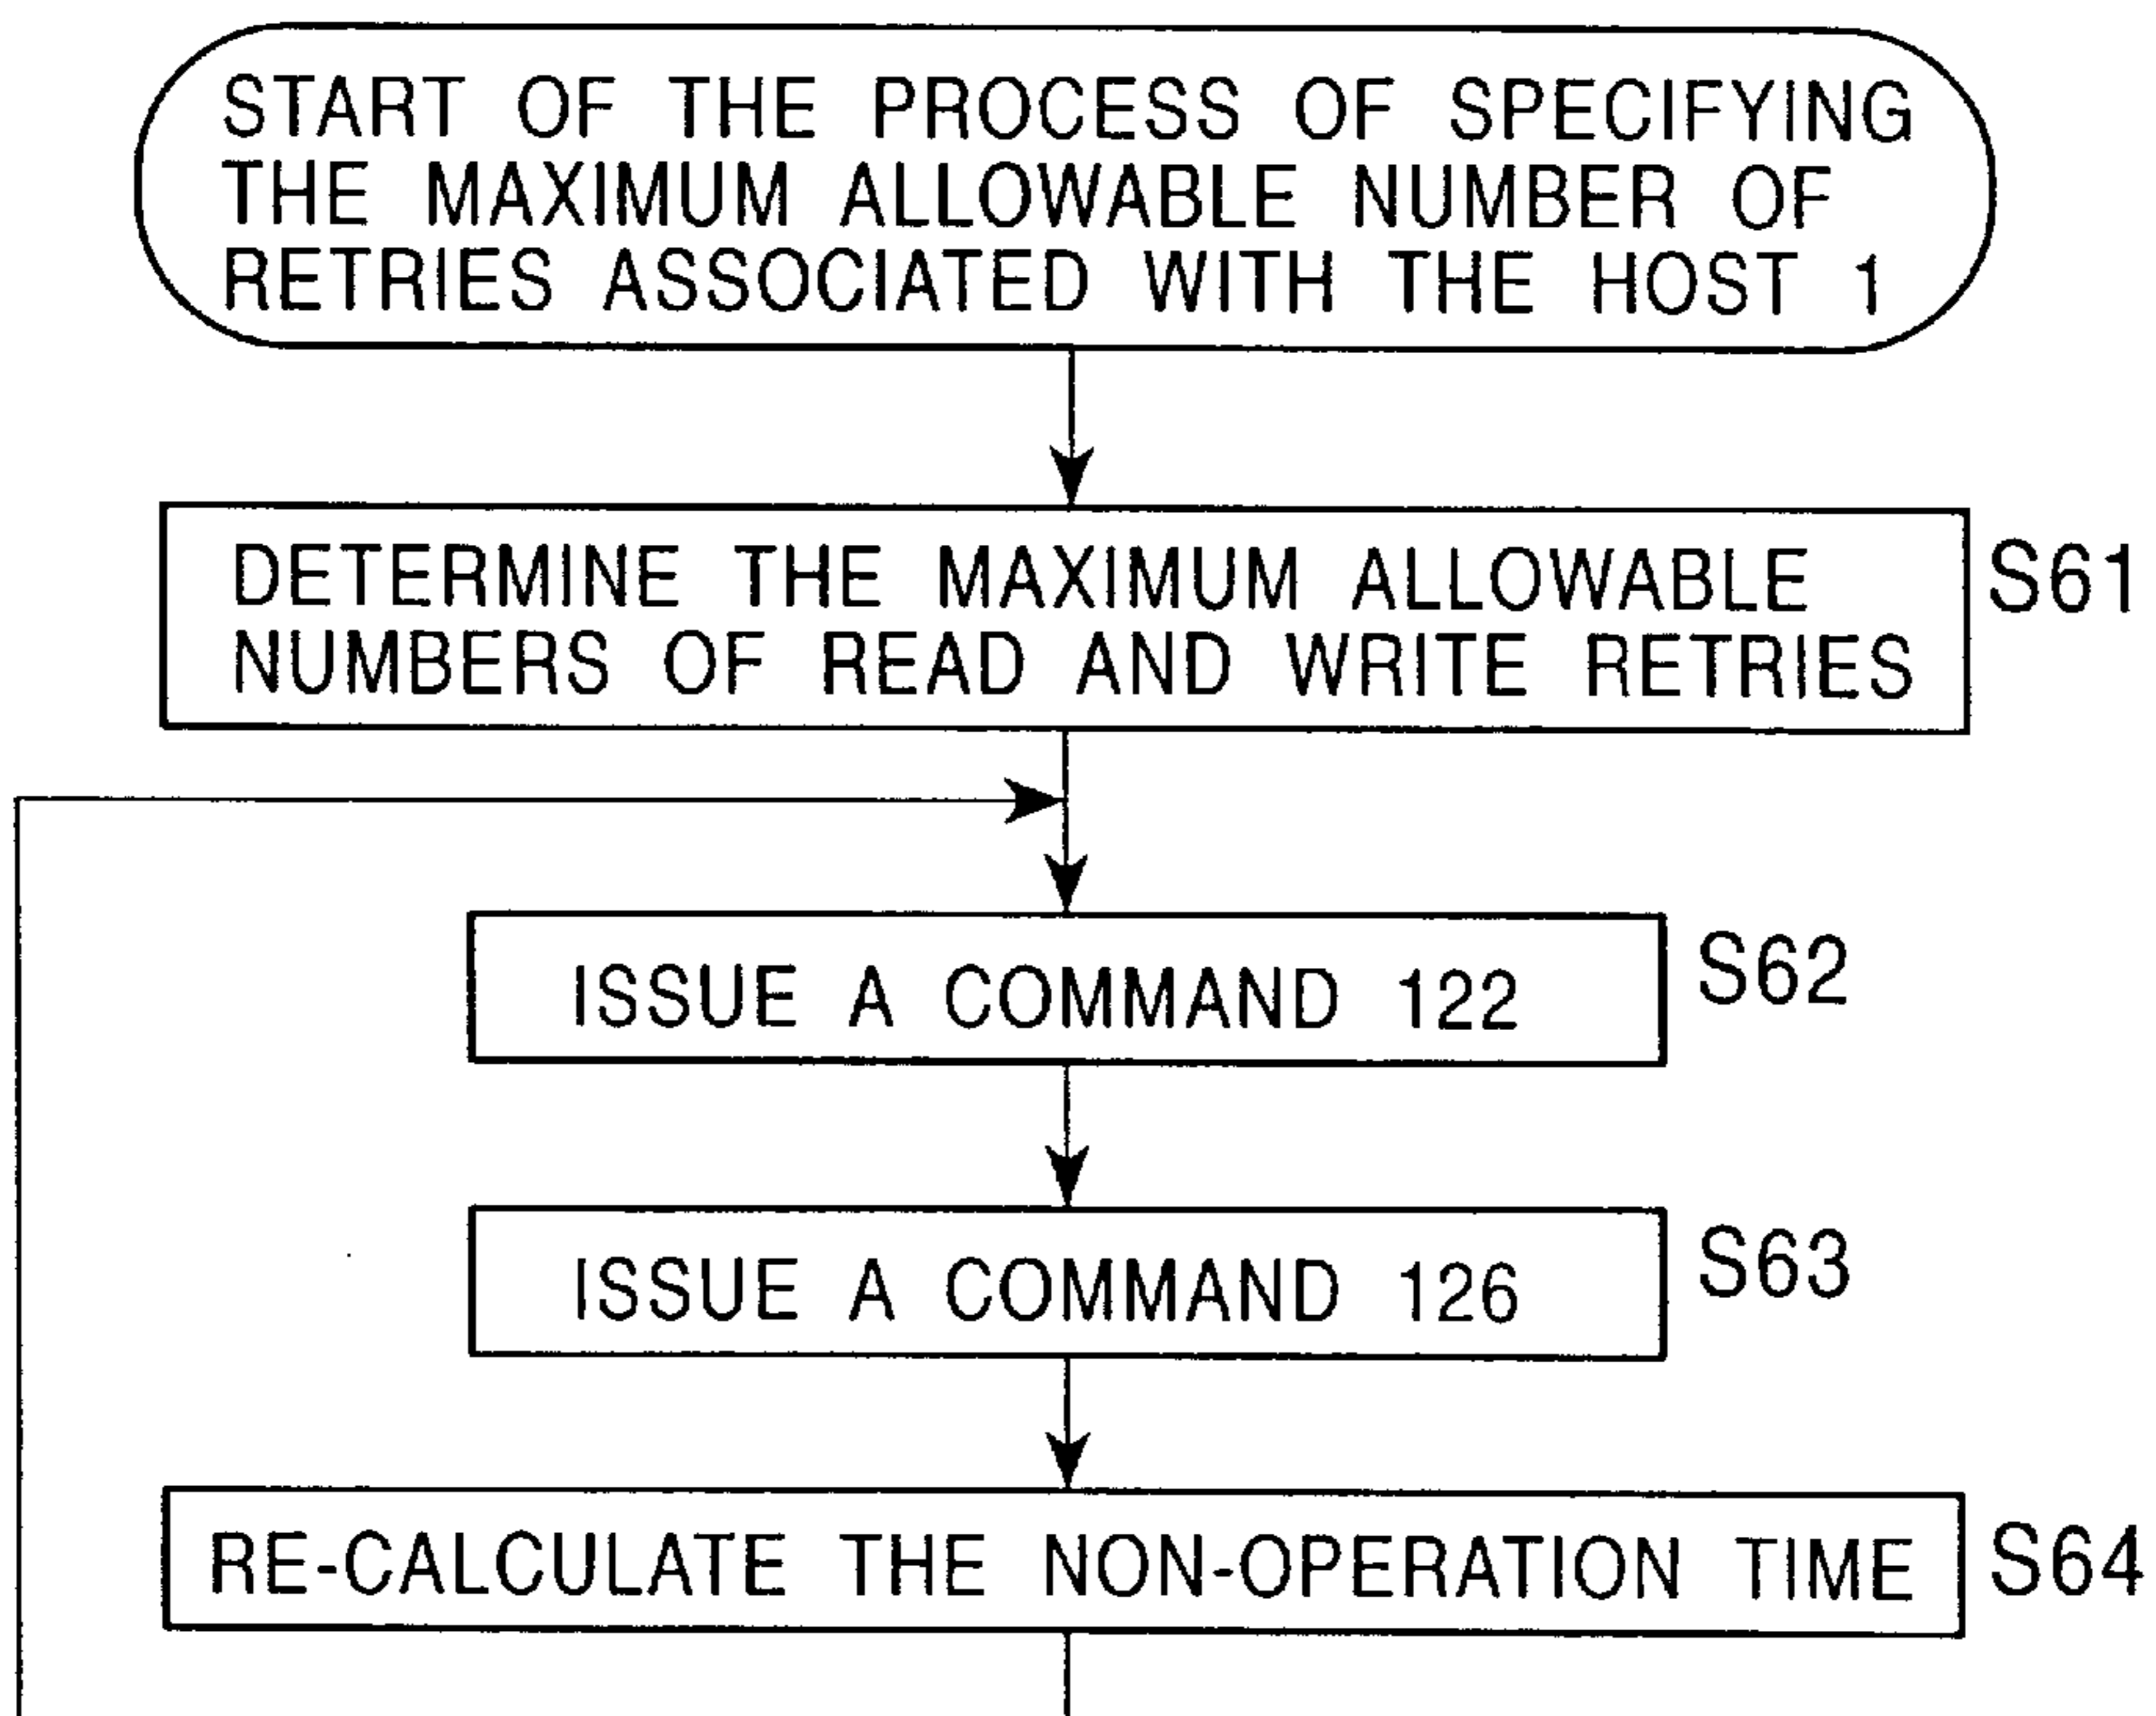 START OF THE PROCESS OF SPECIFYING
THE MAXIMUM ALLOWABLE NUMBER OF
RETRIES ASSOCIATED WITH THE HOST 1
DETERMINE THE MAXIMUM ALLOWABLE
NUMBERS OF READ AND WRITE RETRIES
S61
ISSUE A COMMAND 122
S62
ISSUE A COMMAND 126
S63
RE-CALCULATE THE NON-OPERATION TIME
S64